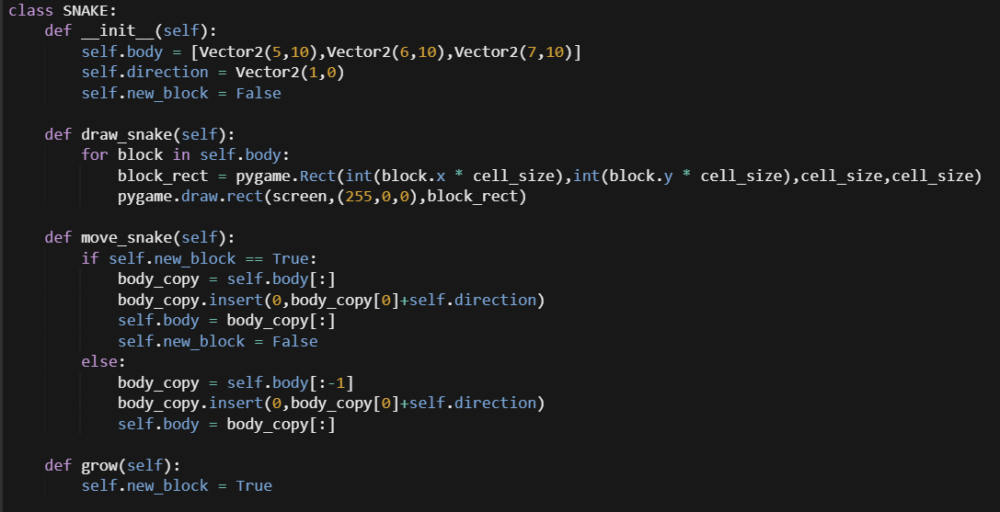 class SNAKE:
    def __init__(self):
        self.body = [Vector2(5,10),Vector2(6,10),Vector2(7,10)]
        self.direction = Vector2(1,0)
        self.new_block = False

    def draw_snake(self):
        for block in self.body:
            block_rect = pygame.Rect(int(block.x * cell_size),int(block.y * cell_size),cell_size,cell_size)
            pygame.draw.rect(screen,(255,0,0),block_rect)

    def move_snake(self):
        if self.new_block == True:
            body_copy = self.body[:]
            body_copy.insert(0,body_copy[0]+self.direction)
            self.body = body_copy[:]
            self.new_block = False
        else:
            body_copy = self.body[:-1]
            body_copy.insert(0,body_copy[0]+self.direction)
            self.body = body_copy[:]

    def grow(self):
        self.new_block = True